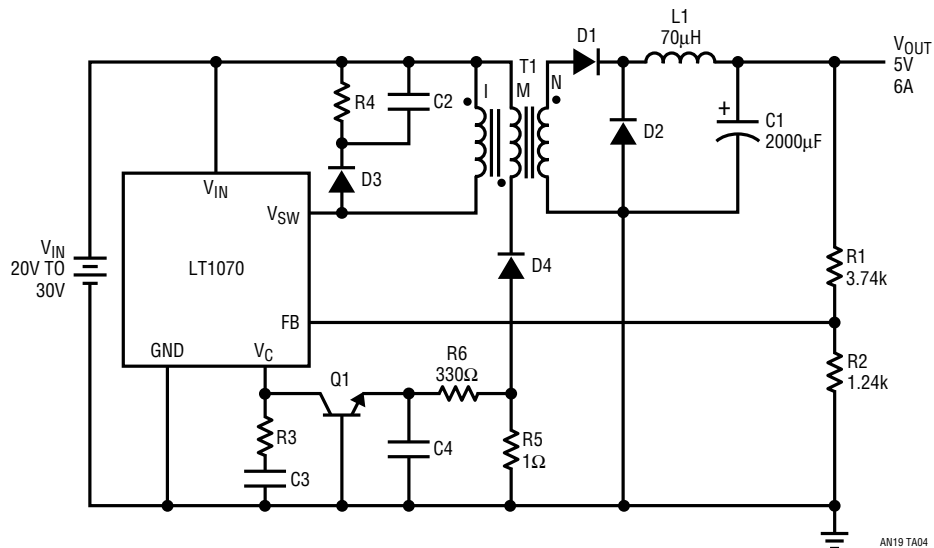 L1
70µH
D1
V_OUT
5V
6A
T1
I
M
N
R4
C2
D2
+
C1
2000µF
D3
V_IN
V_SW
V_IN
20V TO
30V
LT1070
D4
R1
3.74k
FB
GND
V_C
R6
330Ω
Q1
R2
1.24k
R3
C4
R5
1Ω
C3
AN19 TA04